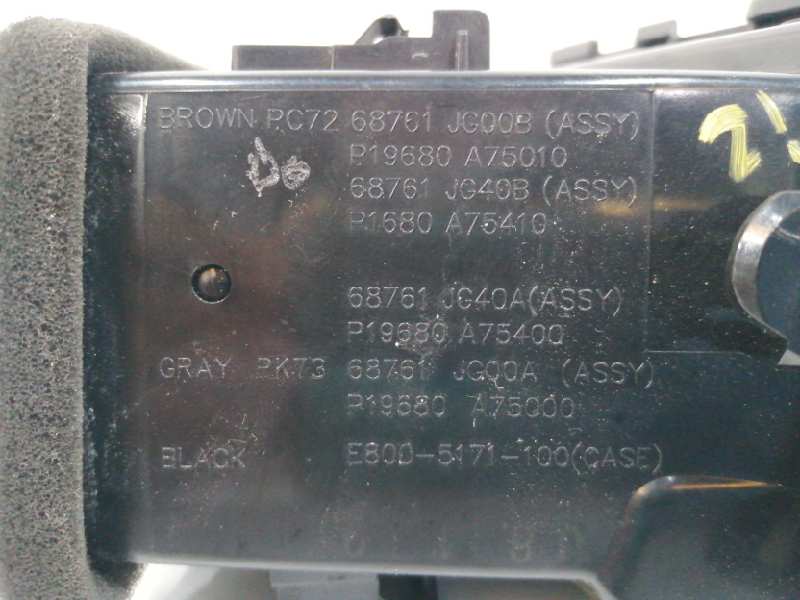 BROWN PC72 68761 JG00B (ASSY)
P19680 A75010
68761 JG40B (ASSY)
P1680 A75410
68761 JG40A(ASSY)
P19680 A75400
GRAY PK73 68761 JG00A (ASSY)
P19680 A75000
BLACK E800-5171-100(CASE)